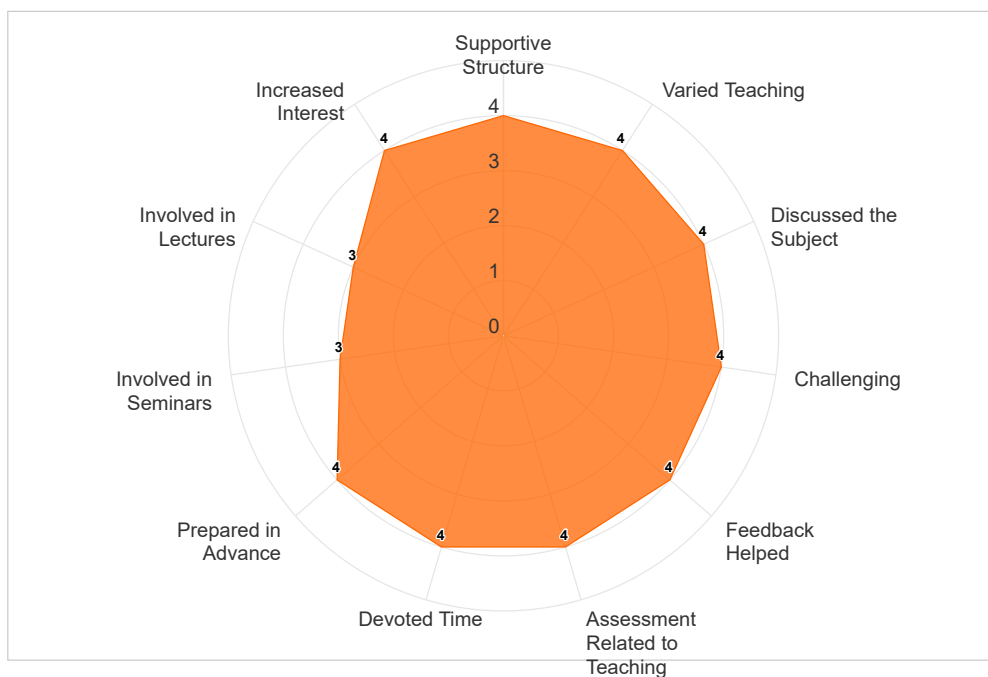 Supportive
Structure
Increased
Interest
Varied Teaching
4
4
4
3
Involved in
Lectures
Discussed the
Subject
4
3
2
1
0
3
4
Involved in
Seminars
Challenging
4
4
Prepared in
Advance
Feedback
Helped
4
4
Devoted Time
Assessment
Related to
Teaching